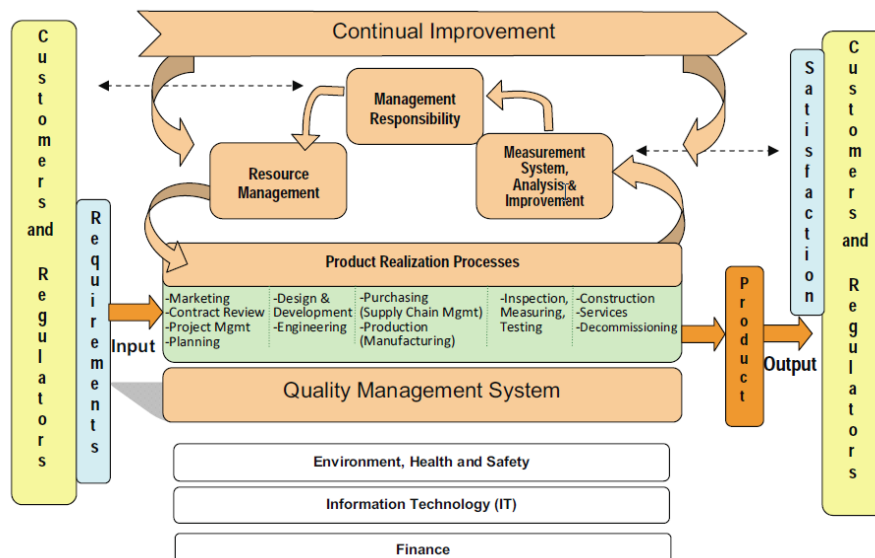 Continual Improvement
Customers and Regulators
Requirements
Management
Responsibility
Resource
Management
Measurement
System,
Analysis &
Improvement
Product Realization Processes
-Marketing
-Contract Review
-Project Mgmt
-Planning
-Design &
Development
-Engineering
-Purchasing
(Supply Chain Mgmt)
-Production
(Manufacturing)
-Inspection,
Measuring,
Testing
-Construction
-Services
-Decommissioning
Input
Product
Output
Satisfaction
Customers and Regulators
Quality Management System
Environment, Health and Safety
Information Technology (IT)
Finance